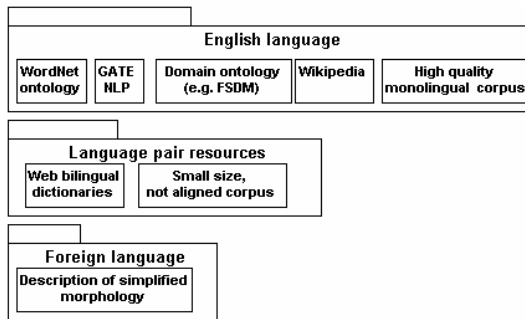 English language
WordNet
ontology
GATE
NLP
Domain ontology
(e.g. FSDM)
Wikipedia
High quality
monolingual corpus
Language pair resources
Web bilingual
dictionaries
Small size,
not aligned corpus
Foreign language
Description of simplified
morphology